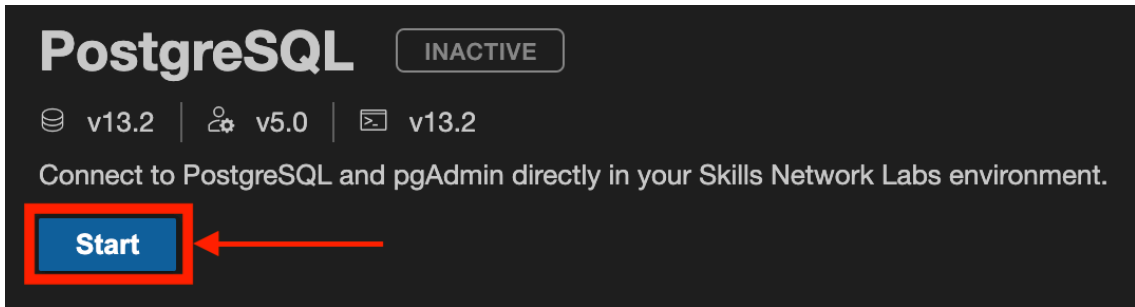 PostgreSQL INACTIVE
v13.2 v5.0 v13.2
Connect to PostgreSQL and pgAdmin directly in your Skills Network Labs environment.
Start